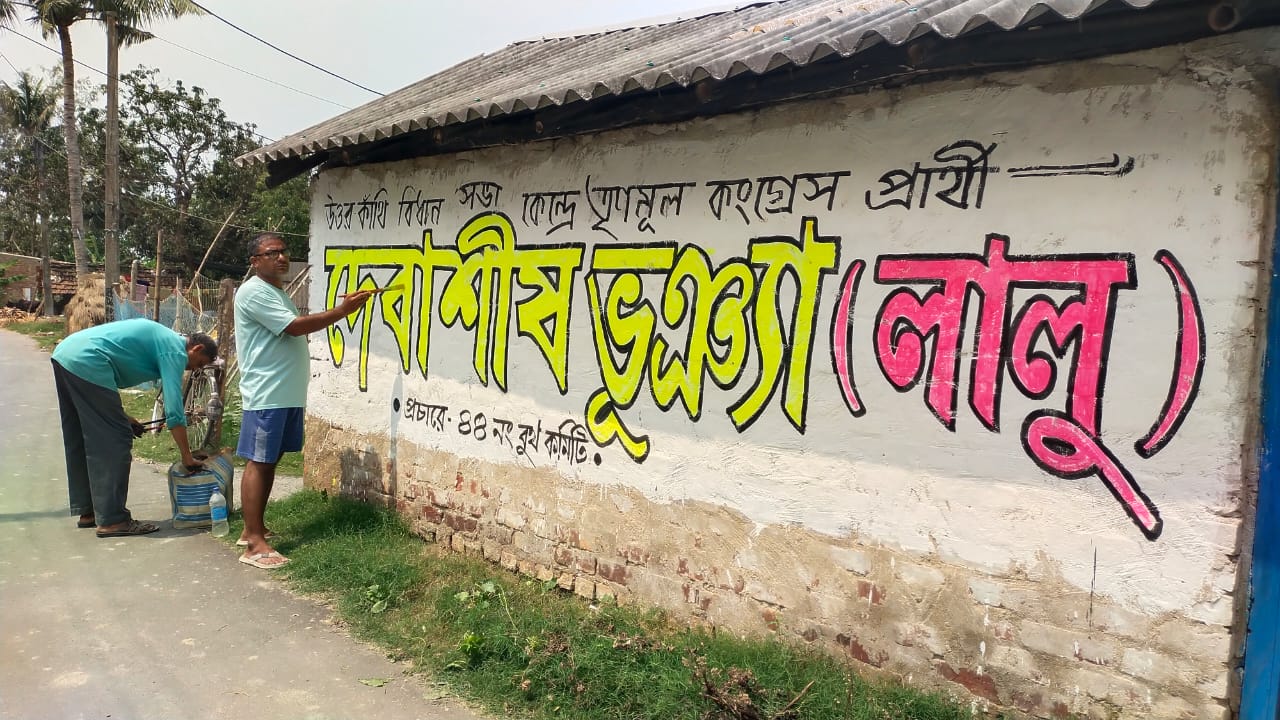 উত্তর কাঁথি বিধান সভা কেন্দ্রে তৃণমূল কংগ্রেস প্রার্থী
দেবাশীষ ভূঞ্যা (লালু)
• প্রচারে- ৪৪ নং বুথ কমিটি.